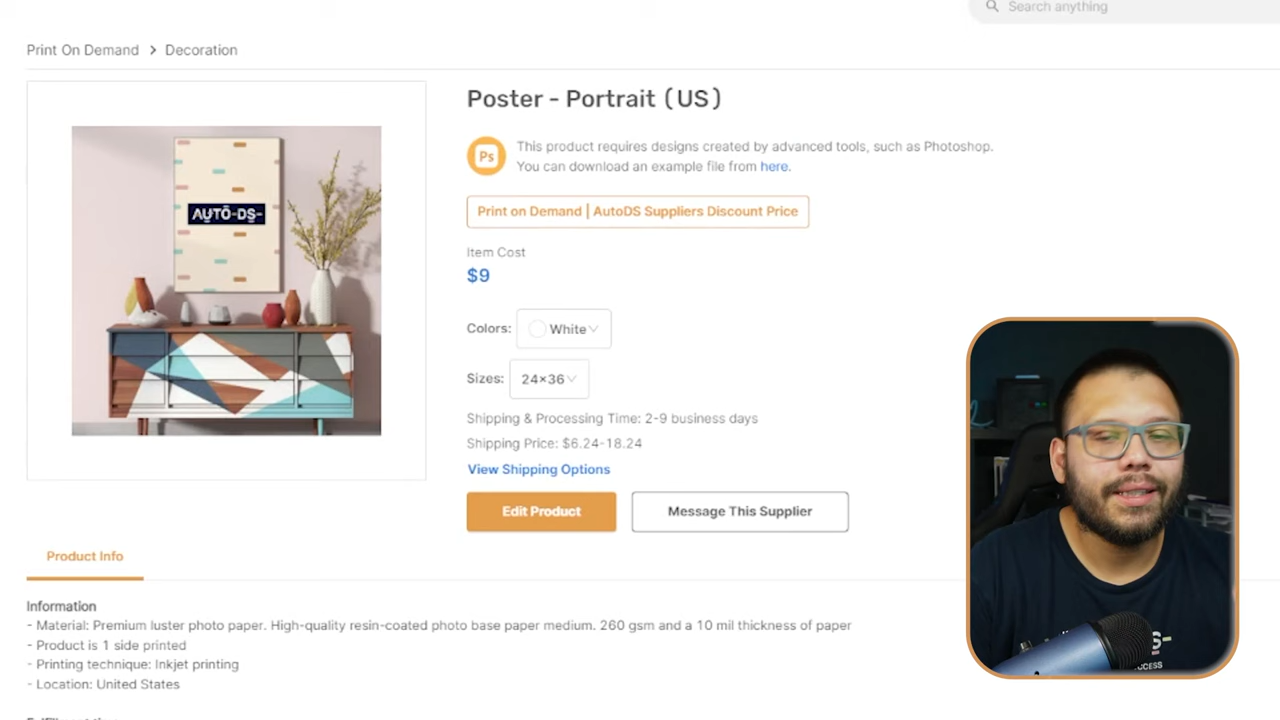 Search anything
Print On Demand > Decoration
Poster - Portrait (US)
Ps
This product requires designs created by advanced tools, such as Photoshop.
You can download an example file from here.
Print on Demand | AutoDS Suppliers Discount Price
AUTO-DS-
Item Cost
$9
Colors: White
Sizes: 24×36
Shipping & Processing Time: 2-9 business days
Shipping Price: $6.24-18.24
View Shipping Options
Edit Product
Message This Supplier
Product Info
Information
- Material: Premium luster photo paper. High-quality resin-coated photo base paper medium. 260 gsm and a 10 mil thickness of paper
- Product is 1 side printed
- Printing technique: Inkjet printing
- Location: United States